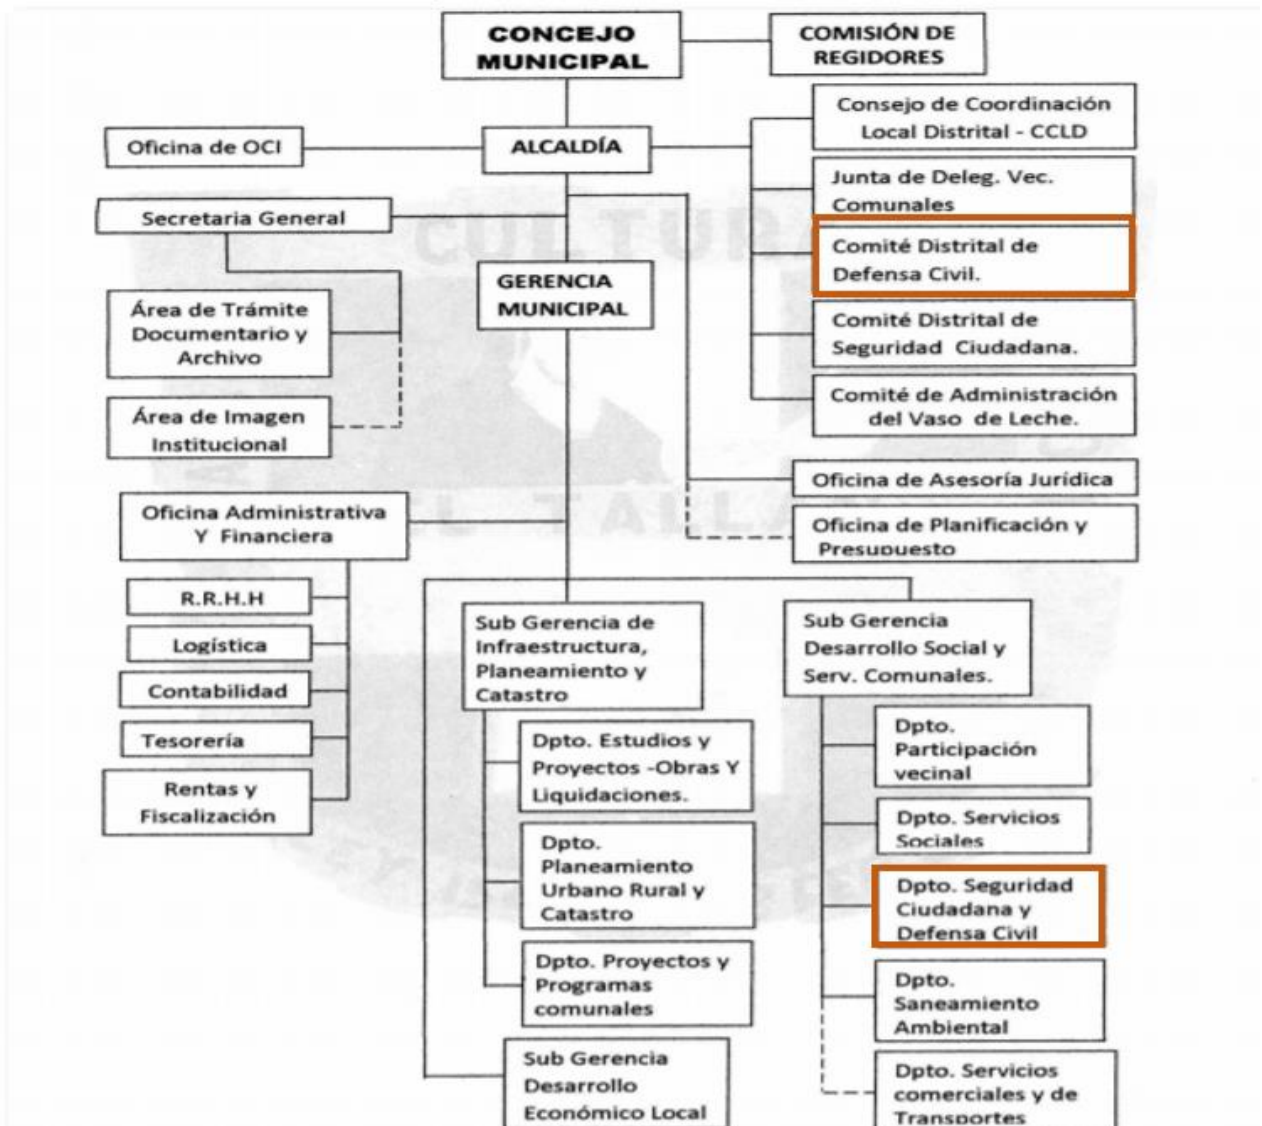 CONCEJO
MUNICIPAL
COMISIÓN DE
REGIDORES
Oficina de OCI
ALCALDÍA
Consejo de Coordinación
Local Distrital - CCLD
Junta de Deleg. Vec.
Comunales
Comité Distrital de
Defensa Civil.
Comité Distrital de
Seguridad Ciudadana.
Comité de Administración
del Vaso de Leche.
Secretaria General
GERENCIA
MUNICIPAL
Área de Trámite
Documentario y
Archivo
Área de Imagen
Institucional
Oficina de Asesoría Jurídica
Oficina de Planificación y
Presupuesto
Oficina Administrativa
Y Financiera
R.R.H.H
Logística
Contabilidad
Tesorería
Rentas y
Fiscalización
Sub Gerencia de
Infraestructura,
Planeamiento y
Catastro
Dpto. Estudios y
Proyectos -Obras Y
Liquidaciones.
Dpto.
Planeamiento
Urbano Rural y
Catastro
Dpto. Proyectos y
Programas
comunales
Sub Gerencia
Desarrollo
Económico Local
Sub Gerencia
Desarrollo Social y
Serv. Comunales.
Dpto.
Participación
vecinal
Dpto. Servicios
Sociales
Dpto. Seguridad
Ciudadana y
Defensa Civil
Dpto.
Saneamiento
Ambiental
Dpto. Servicios
comerciales y de
Transportes
CULTURA
EL TALLAN